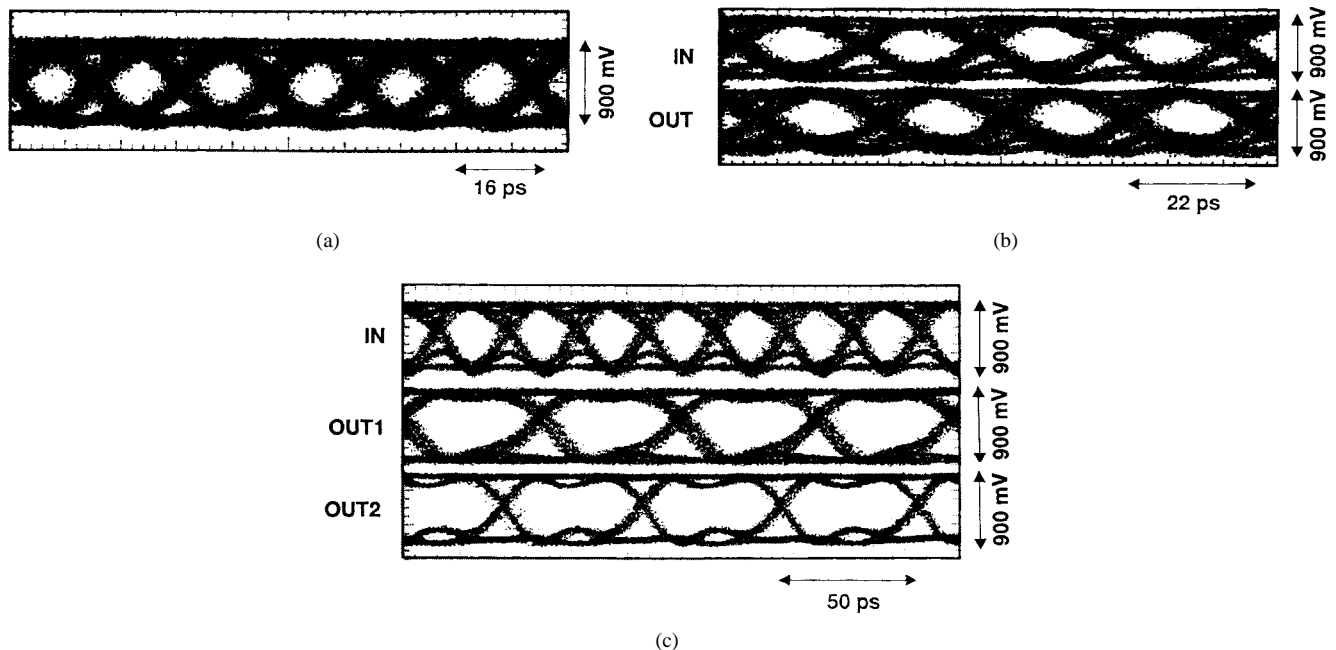 900 mV
16 ps
(a)
IN
OUT
900 mV
900 mV
22 ps
(b)
IN
OUT1
OUT2
900 mV
900 mV
900 mV
50 ps
(c)